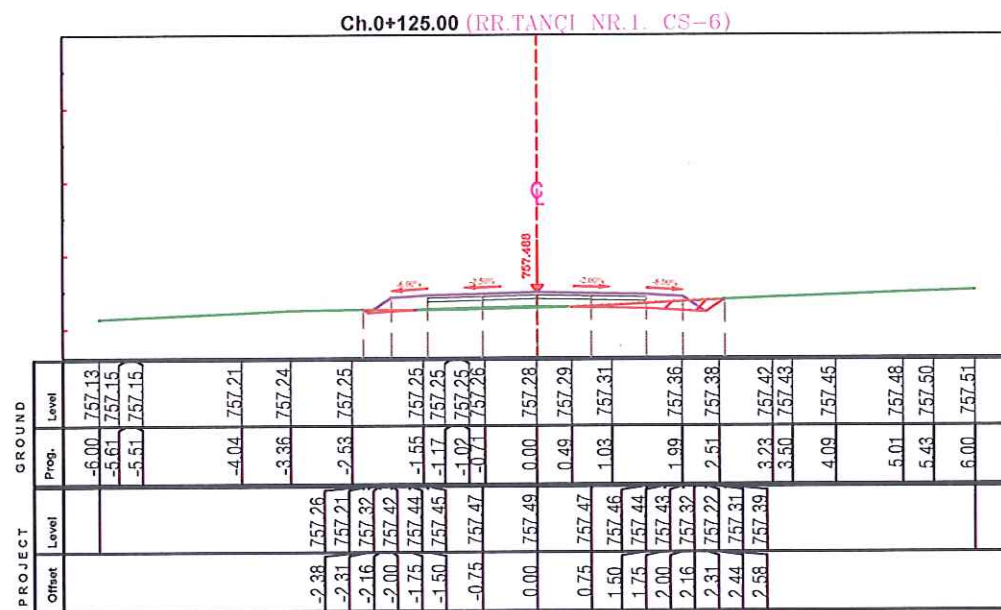 Ch.0+125.00 (RR.TANÇI NR.1. CS-6)
757.488
GROUND
Level 757.13 757.15 757.15 757.21 757.24 757.25 757.25 757.25 757.25 757.26 757.28 757.29 757.31 757.36 757.38 757.42 757.43 757.45 757.48 757.50 757.51
Prog. -6.00 -5.61 -5.51 -4.04 -3.36 -2.53 -1.55 -1.17 -1.02 -0.71 0.00 0.49 1.03 1.99 2.51 3.23 3.50 4.09 5.01 5.43 6.00
PROJECT
Level 757.26 757.21 757.32 757.42 757.44 757.45 757.47 757.49 757.47 757.46 757.44 757.43 757.32 757.22 757.31 757.39
Offset -2.38 -2.31 -2.16 -2.00 -1.75 -1.50 -0.75 0.00 0.75 1.50 1.75 2.00 2.16 2.31 2.44 2.58